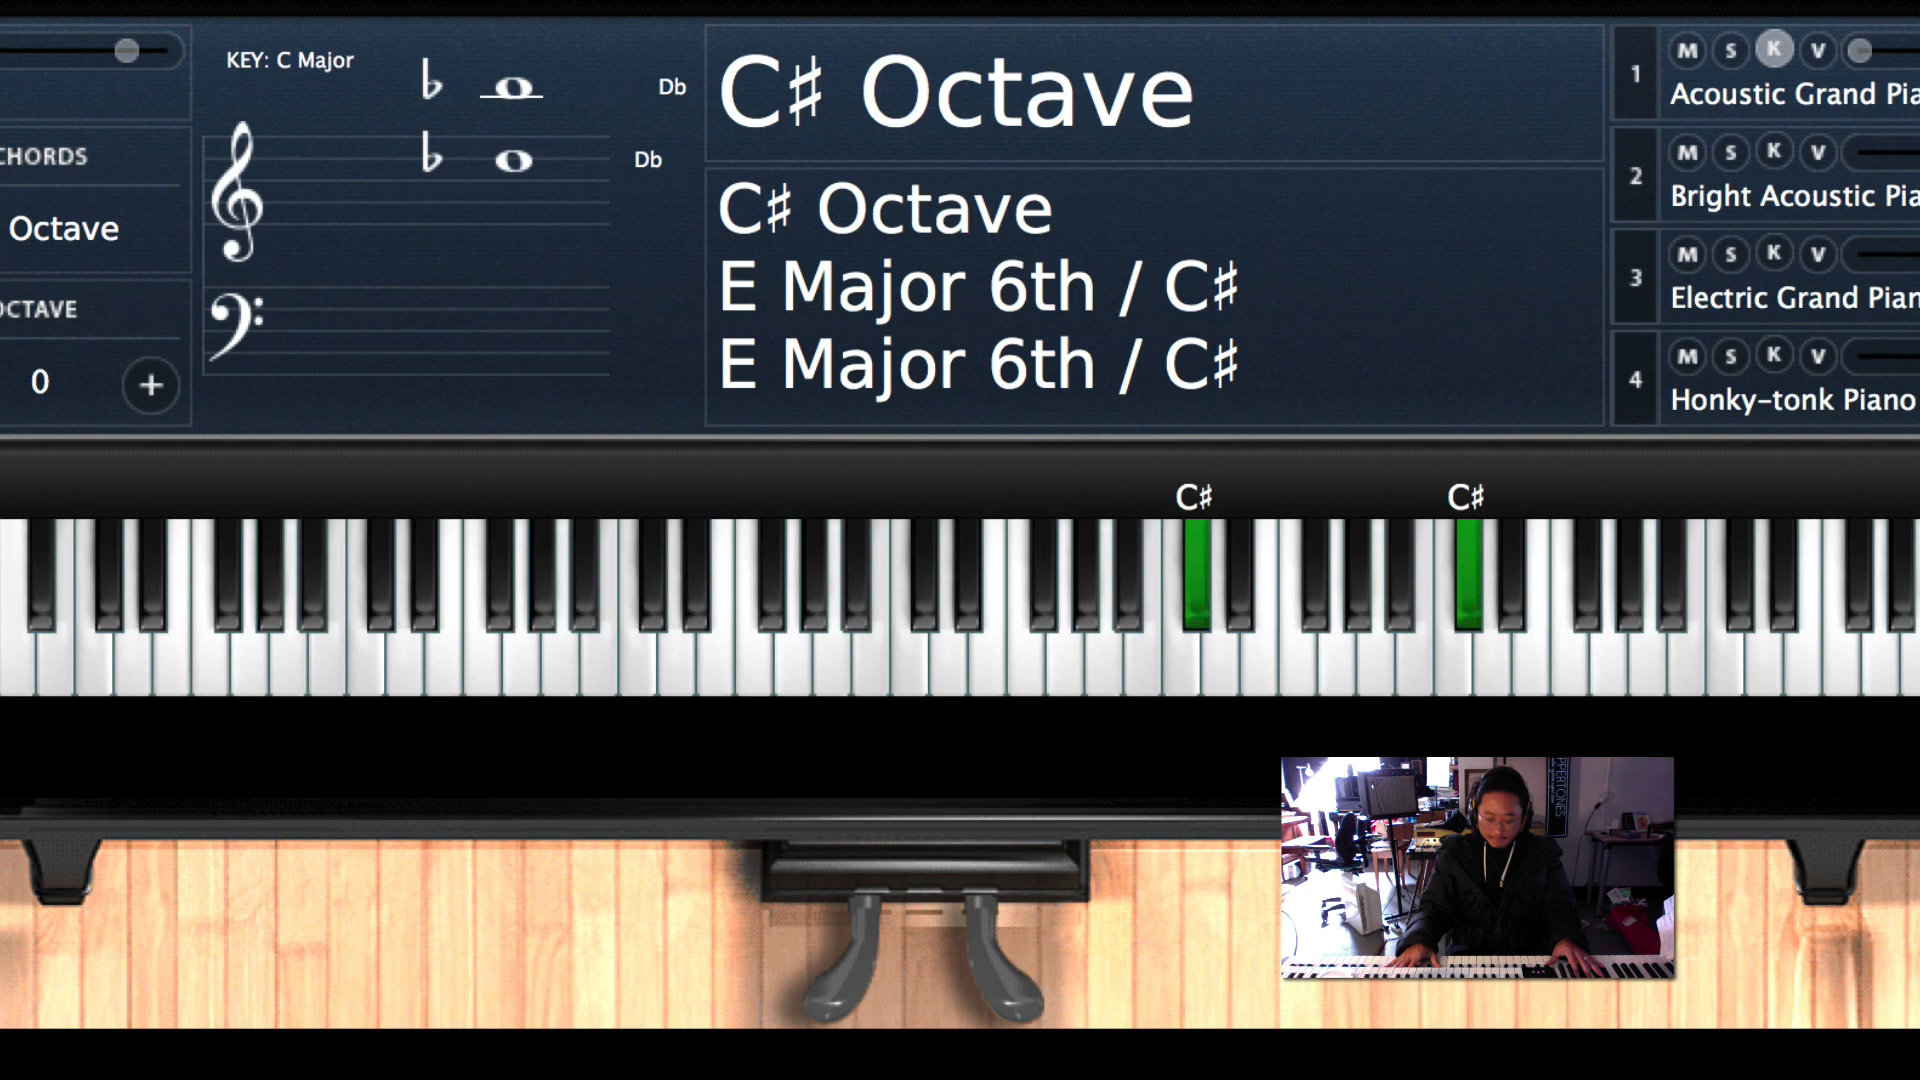 KEY: C Major
Db
Db
CHORDS
Octave
OCTAVE
0
+
C♯ Octave
C♯ Octave
E Major 6th / C♯
E Major 6th / C♯
1
M S K V
Acoustic Grand Pia
2
M S K V
Bright Acoustic Pia
3
M S K V
Electric Grand Pian
4
M S K V
Honky-tonk Piano
C♯
C♯
PPERTONES